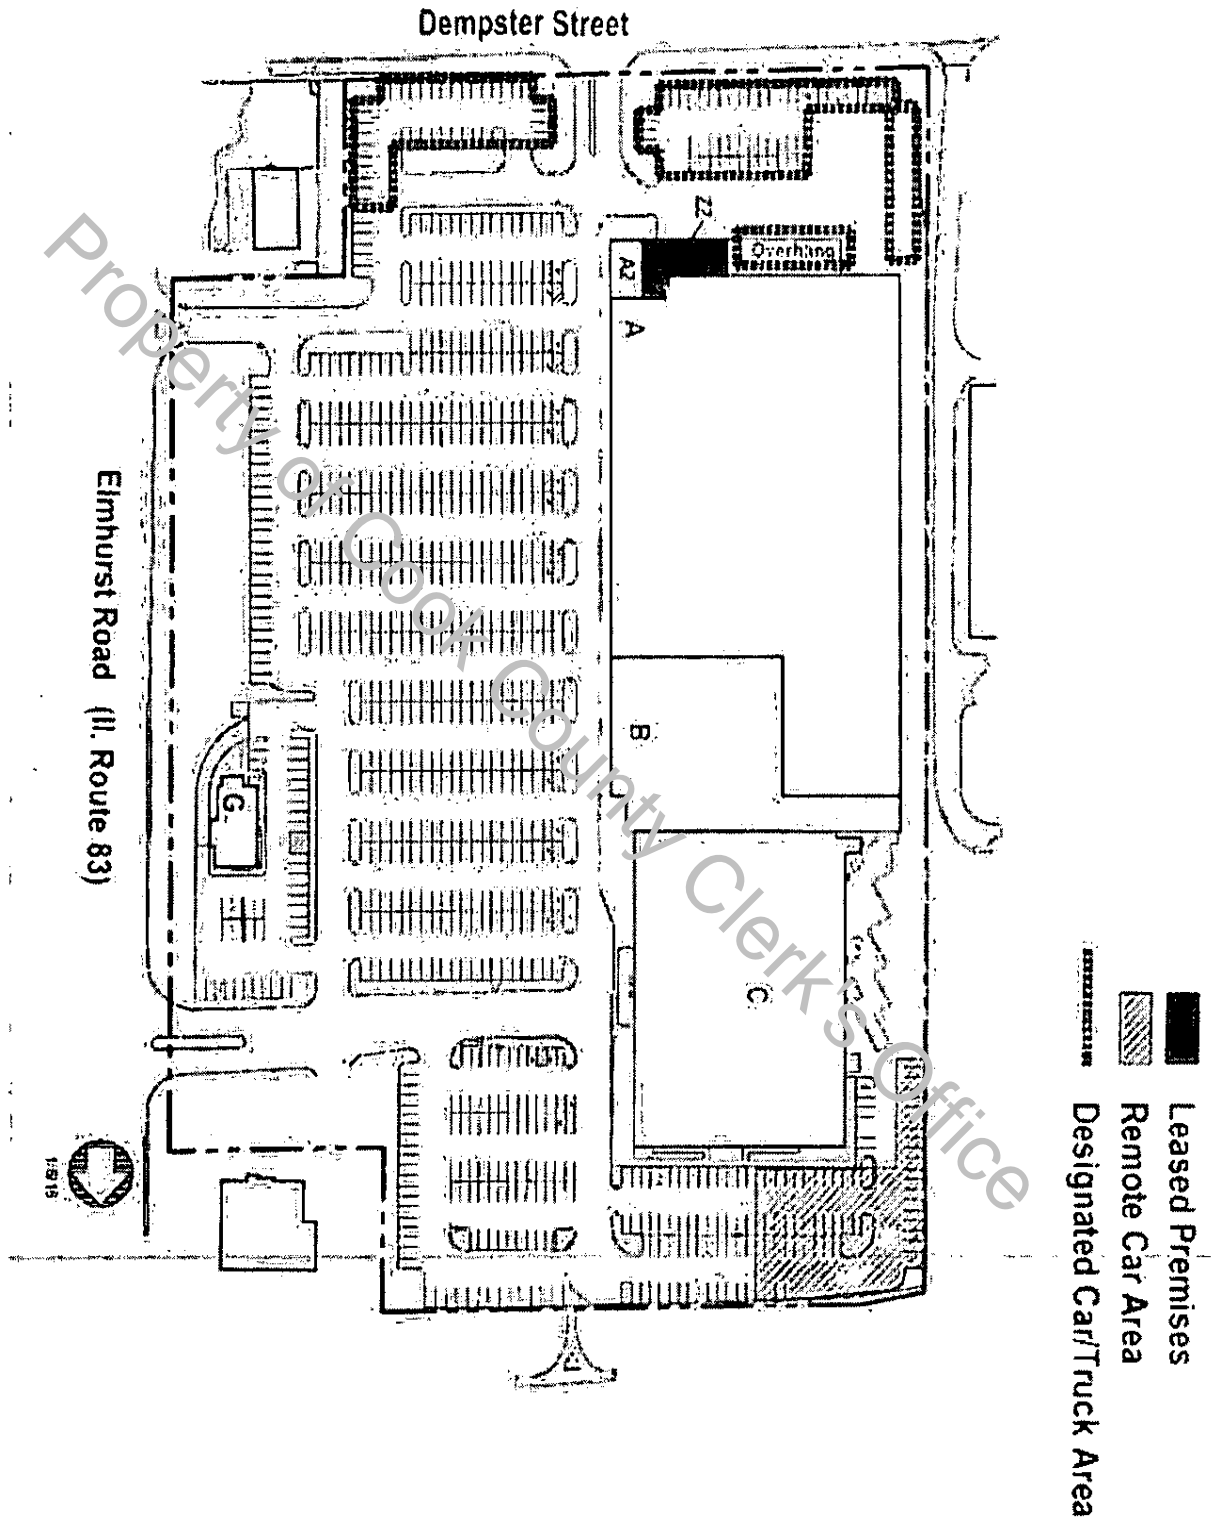 Dempster Street
Z2
Overhang
A2
A
B
C
G
Elmhurst Road (Il. Route 83)
Leased Premises
Remote Car Area
Designated Car/Truck Area
Property of Cook County Clerk's Office